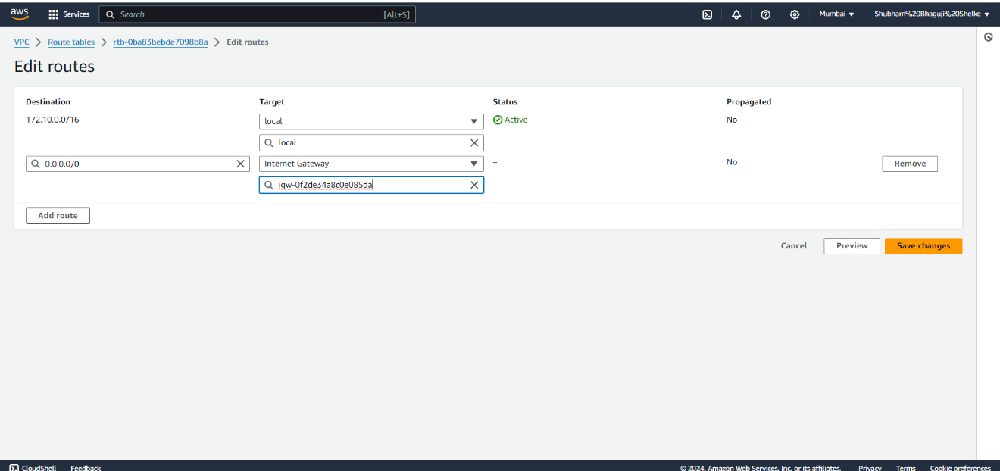 aws Services Search [Alt+S] Mumbai Shubham%20Bhaguji%20Shelke
VPC Route tables rtb-0ba83bebde7098b8a Edit routes
Edit routes
Destination Target Status Propagated
172.10.0.0/16 local Active No
local
0.0.0.0/0 Internet Gateway – No Remove
igw-0f2de34a8c0e085da
Add route
Cancel Preview Save changes
CloudShell Feedback © 2024, Amazon Web Services, Inc. or its affiliates. Privacy Terms Cookie preferences